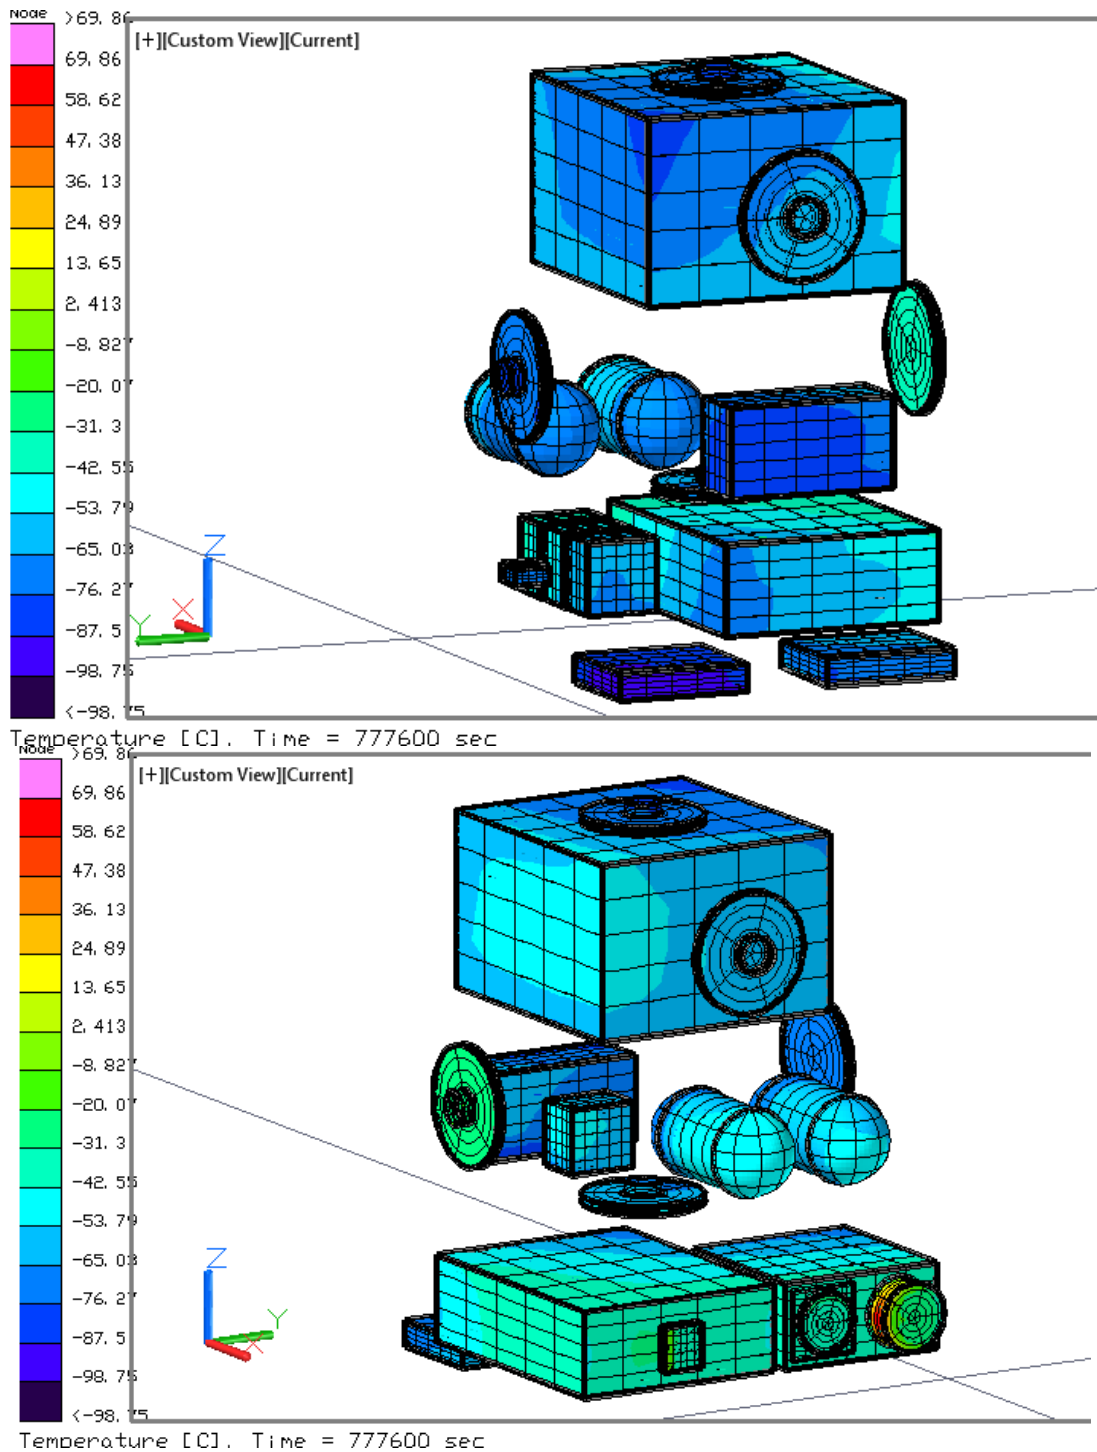 Node >69.86
[+][Custom View][Current]
69.86
58.62
47.38
36.13
24.89
13.65
2.413
-8.827
-20.07
-31.3
-42.55
-53.79
-65.03
-76.27
-87.5
-98.75
<-98.75
Z
X
Y
Temperature [C], Time = 777600 sec
Node >69.86
[+][Custom View][Current]
69.86
58.62
47.38
36.13
24.89
13.65
2.413
-8.827
-20.07
-31.3
-42.55
-53.79
-65.03
-76.27
-87.5
-98.75
<-98.75
Z
Y
X
Temperature [C], Time = 777600 sec